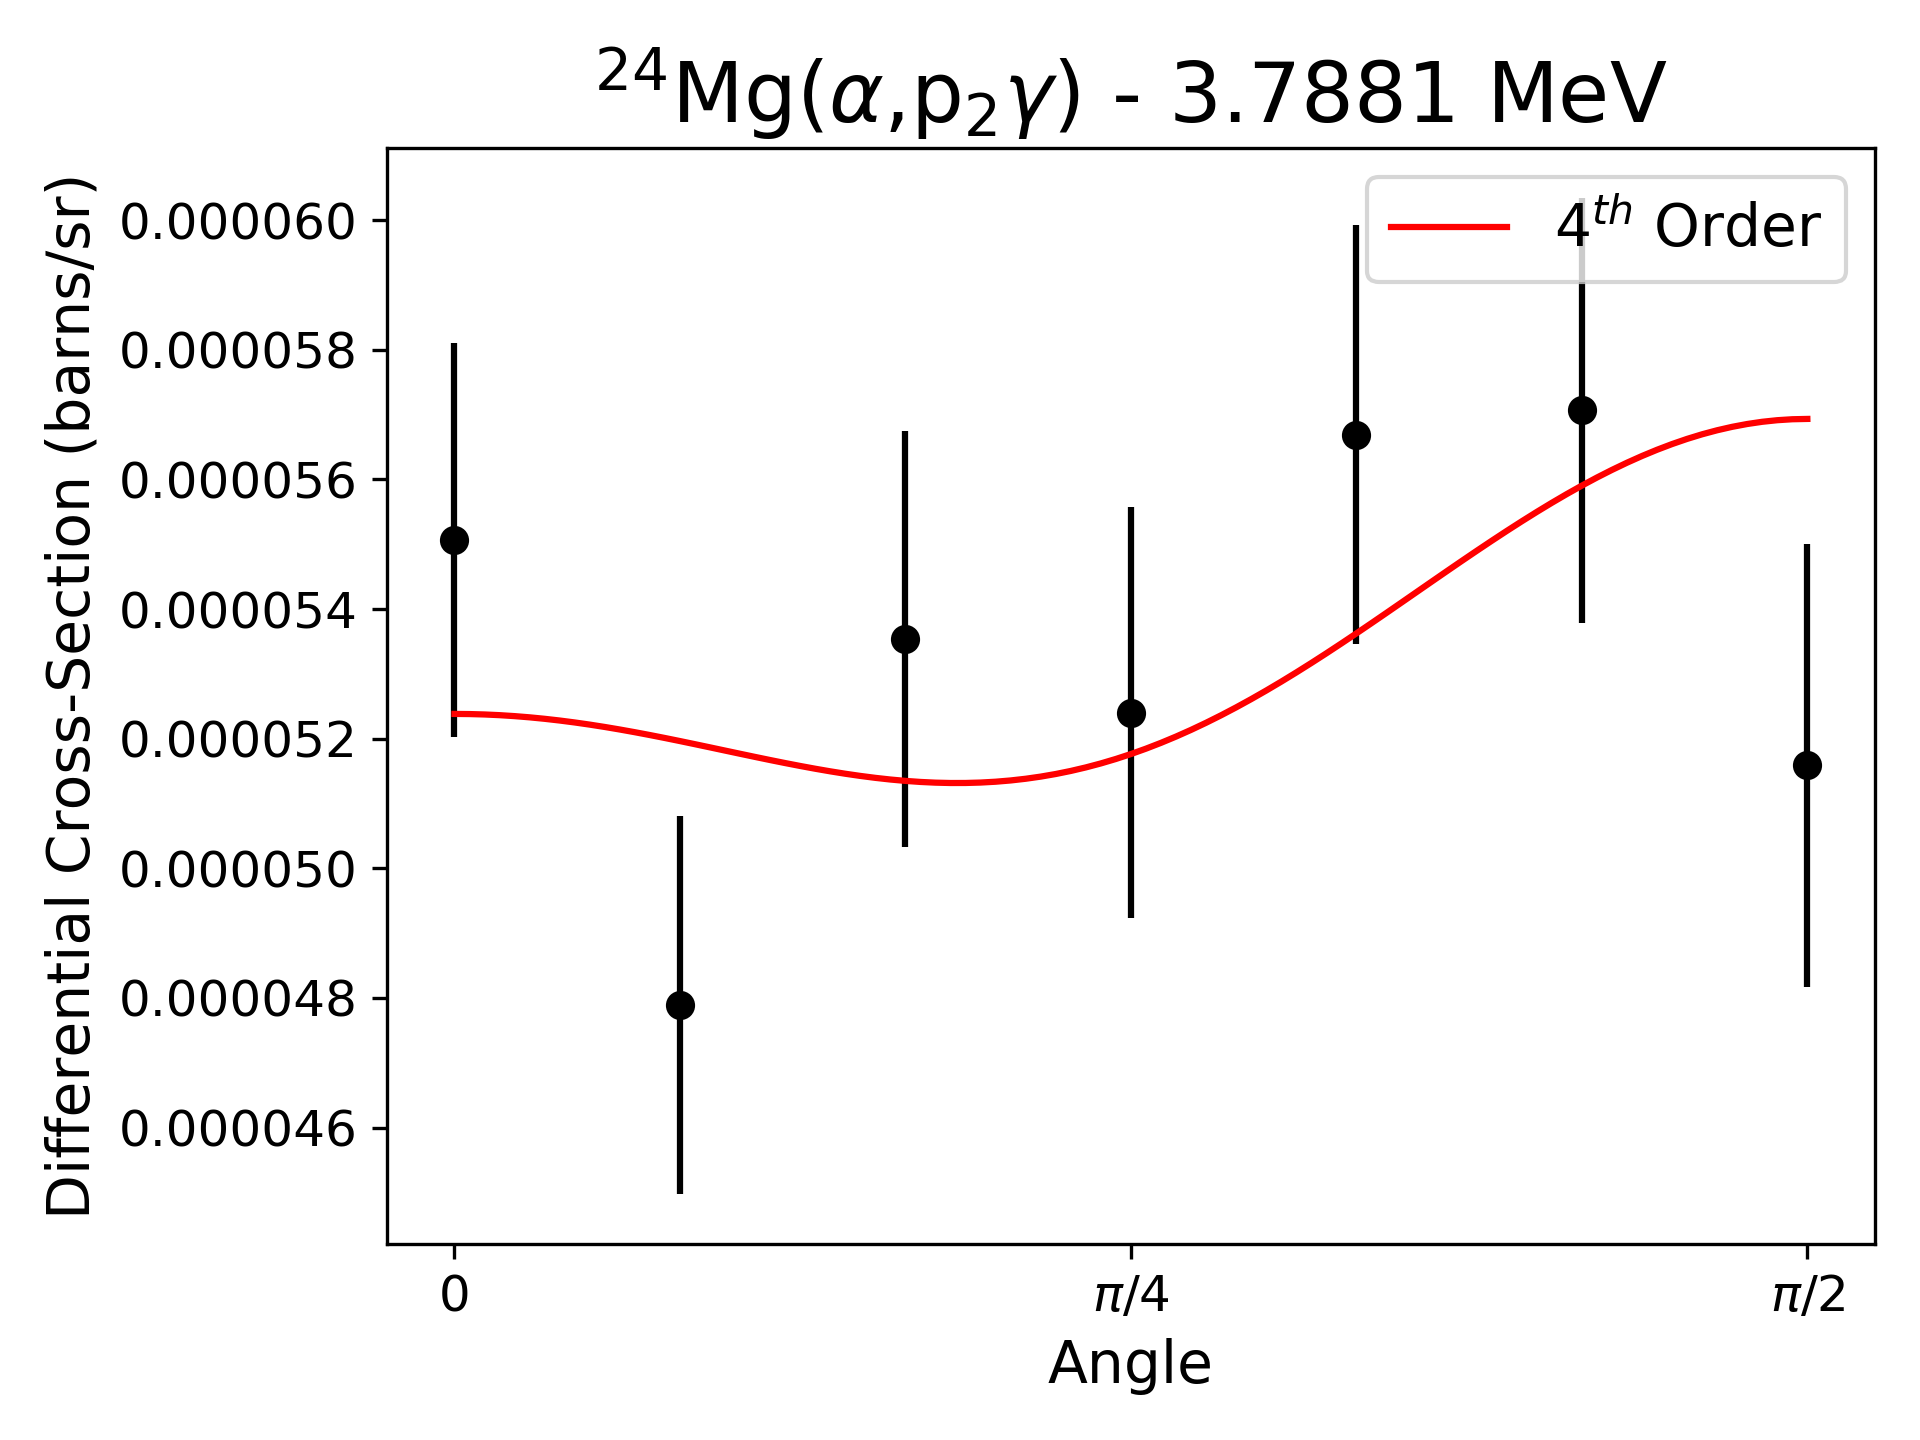 ²⁴Mg(α,p₂γ) - 3.7881 MeV
4ᵗʰ Order
Differential Cross-Section (barns/sr)
0.000060
0.000058
0.000056
0.000054
0.000052
0.000050
0.000048
0.000046
0
π/4
π/2
Angle